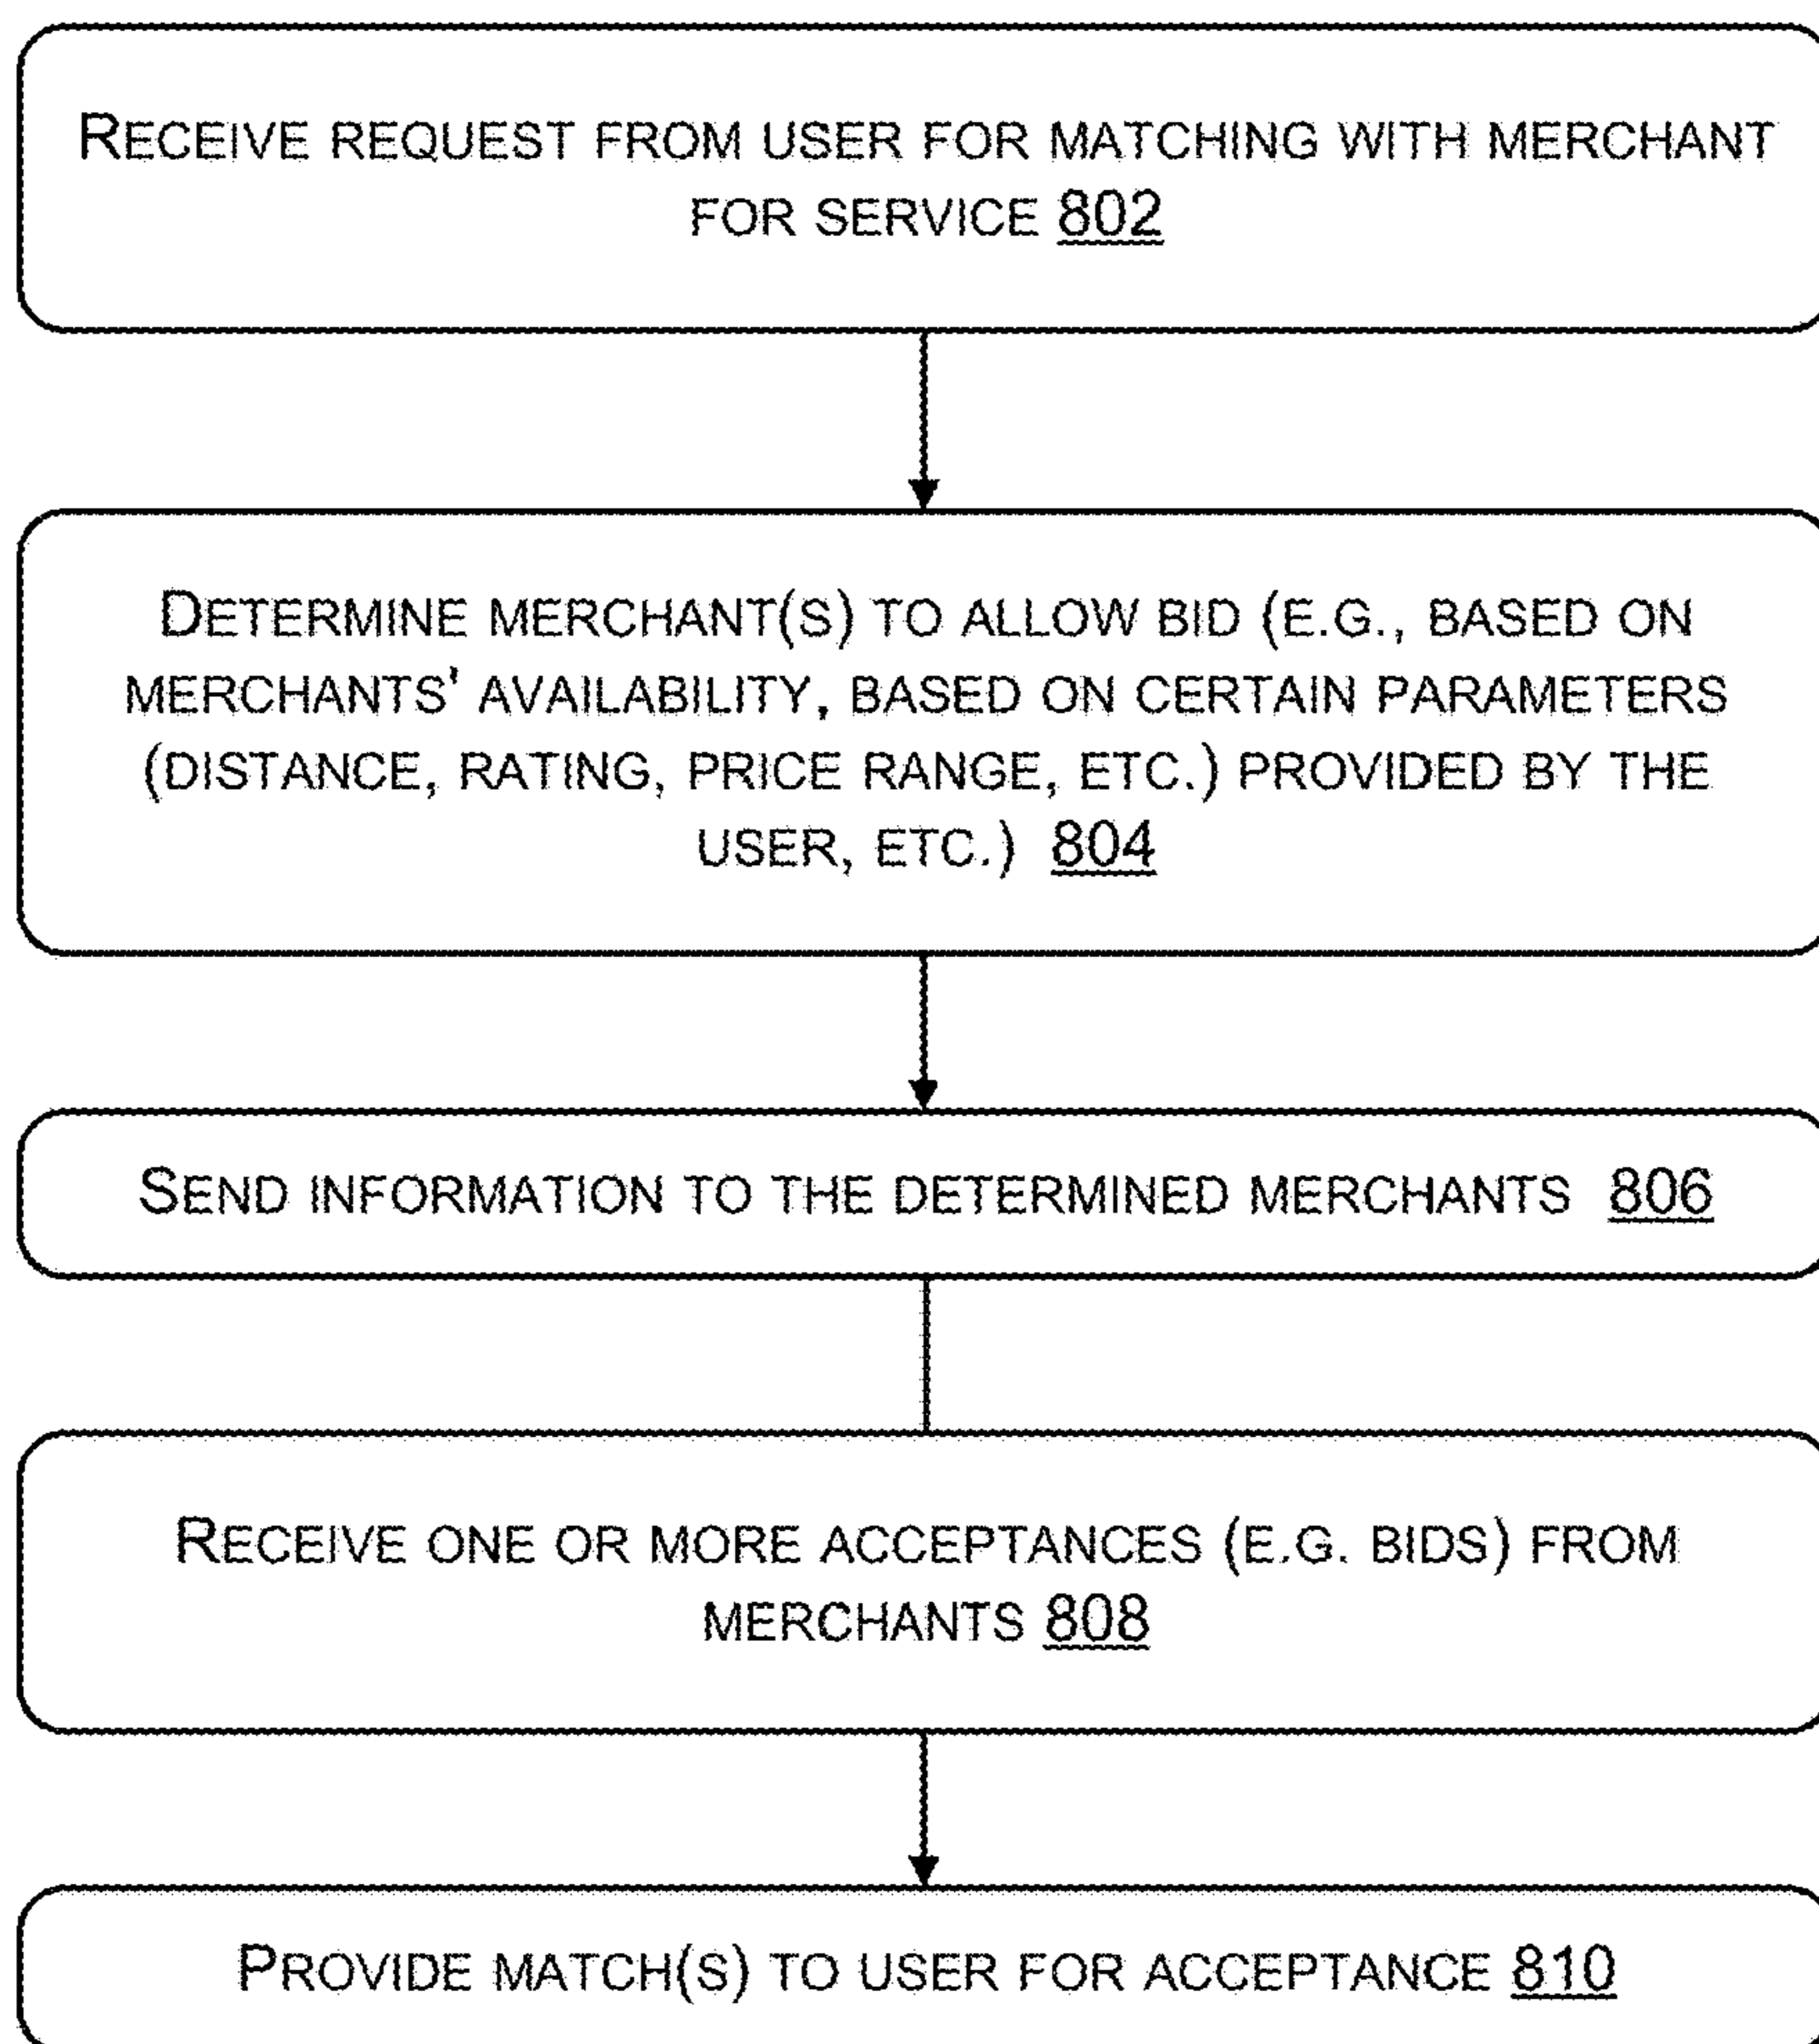 RECEIVE REQUEST FROM USER FOR MATCHING WITH MERCHANT
FOR SERVICE 802
DETERMINE MERCHANT(S) TO ALLOW BID (E.G., BASED ON
MERCHANTS' AVAILABILITY, BASED ON CERTAIN PARAMETERS
(DISTANCE, RATING, PRICE RANGE, ETC.) PROVIDED BY THE
USER, ETC.) 804
SEND INFORMATION TO THE DETERMINED MERCHANTS 806
RECEIVE ONE OR MORE ACCEPTANCES (E.G. BIDS) FROM
MERCHANTS 808
PROVIDE MATCH(S) TO USER FOR ACCEPTANCE 810